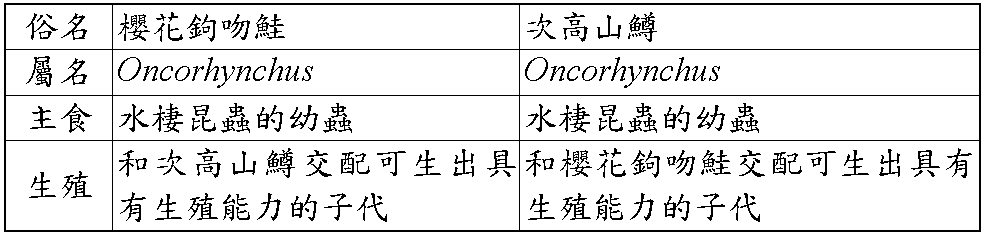 俗名 櫻花鉤吻鮭 次高山鱒
屬名 Oncorhynchus Oncorhynchus
主食 水棲昆蟲的幼蟲 水棲昆蟲的幼蟲
生殖 和次高山鱒交配可生出具有生殖能力的子代 和櫻花鉤吻鮭交配可生出具有生殖能力的子代